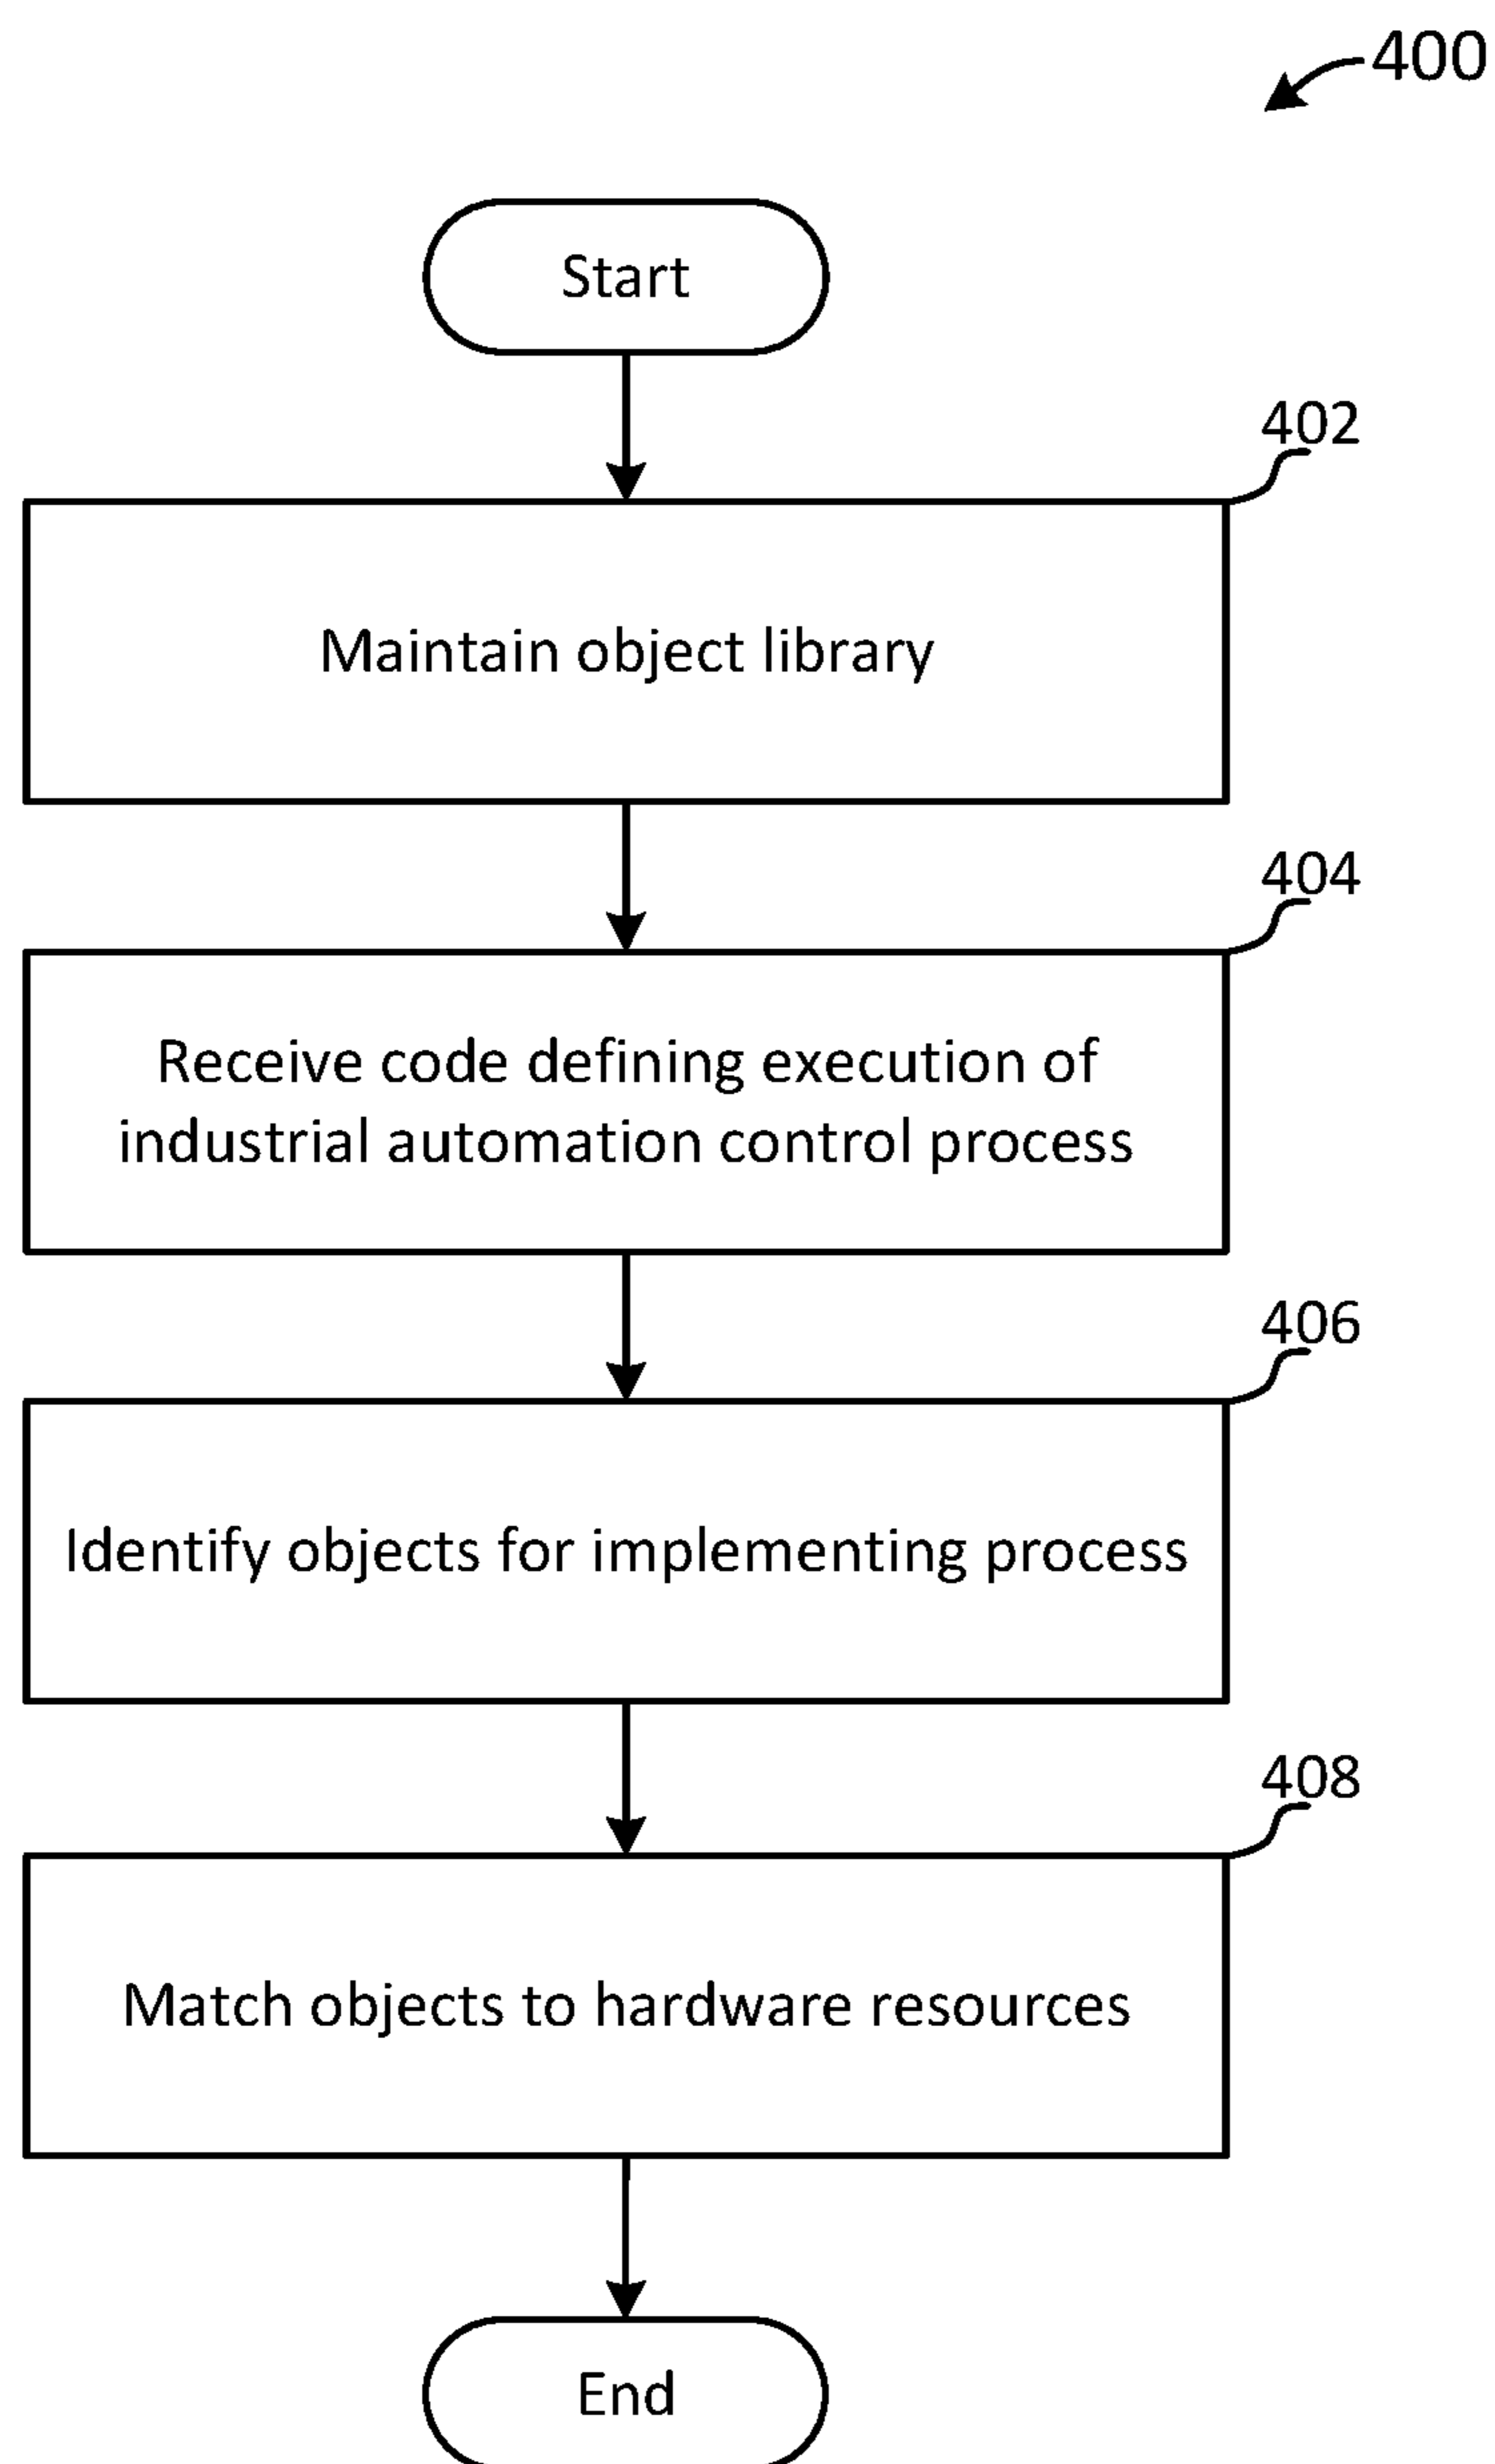 400
Start
402
Maintain object library
404
Receive code defining execution of
industrial automation control process
406
Identify objects for implementing process
408
Match objects to hardware resources
End